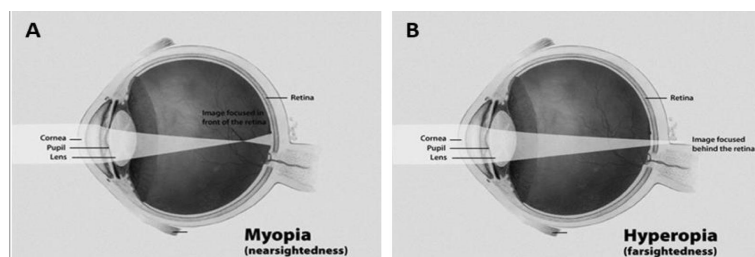 A
Retina
Image focused in
front of the retina
Cornea
Pupil
Lens
Myopia
(nearsightedness)
B
Retina
Cornea
Pupil
Lens
Image focused
behind the retina
Hyperopia
(farsightedness)